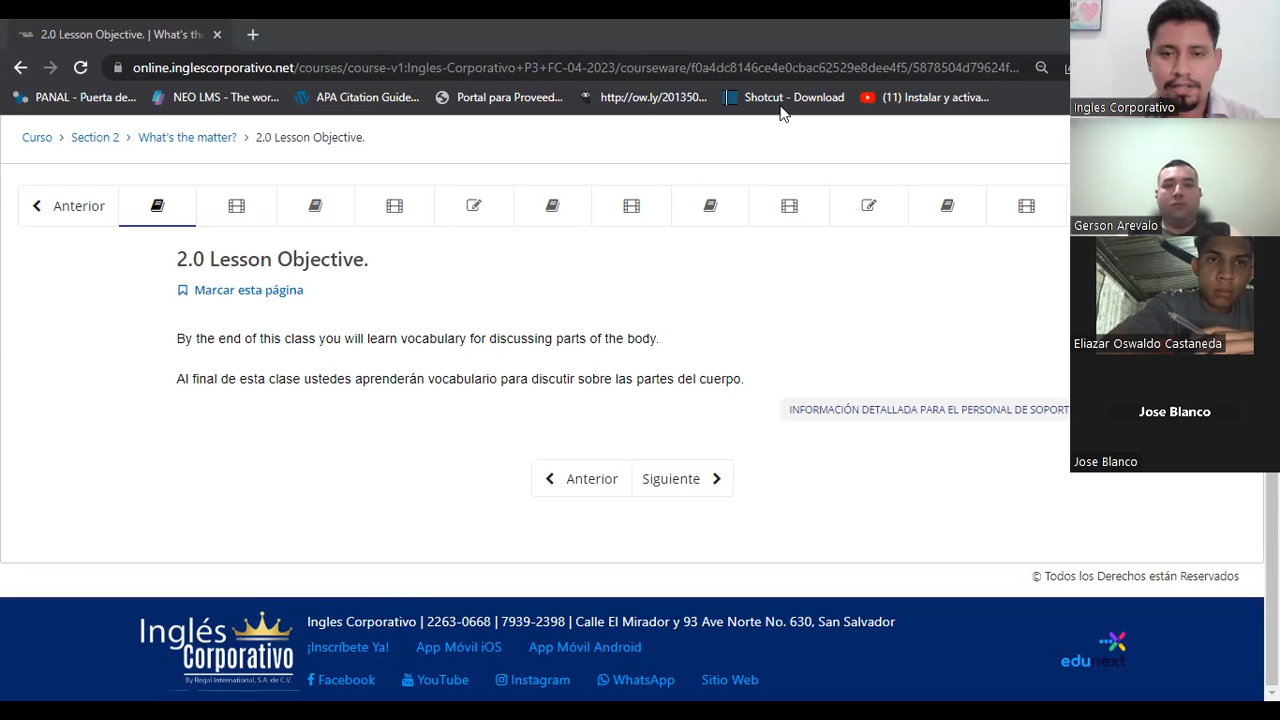 2.0 Lesson Objective. | What's the
online.inglescorporativo.net/courses/course-v1:Ingles-Corporativo+P3+FC-04-2023/courseware/f0a4dc8146ce4e0cbac62529e8dee4f5/5878504d79624f...
PANAL - Puerta de... NEO LMS - The wor... APA Citation Guide... Portal para Proveed... http://ow.ly/201350... Shotcut - Download (11) Instalar y activa...
Ingles Corporativo
Curso > Section 2 > What's the matter? > 2.0 Lesson Objective.
Anterior
Gerson Arevalo
2.0 Lesson Objective.
Marcar esta página
By the end of this class you will learn vocabulary for discussing parts of the body.
Eliazar Oswaldo Castaneda
Al final de esta clase ustedes aprenderán vocabulario para discutir sobre las partes del cuerpo.
INFORMACIÓN DETALLADA PARA EL PERSONAL DE SOPORT
Jose Blanco
Jose Blanco
Anterior Siguiente
© Todos los Derechos están Reservados
Inglés Corporativo
By Regal International, S.A. de C.V.
Ingles Corporativo | 2263-0668 | 7939-2398 | Calle El Mirador y 93 Ave Norte No. 630, San Salvador
¡Inscríbete Ya! App Móvil iOS App Móvil Android
Facebook YouTube Instagram WhatsApp Sitio Web
edunext